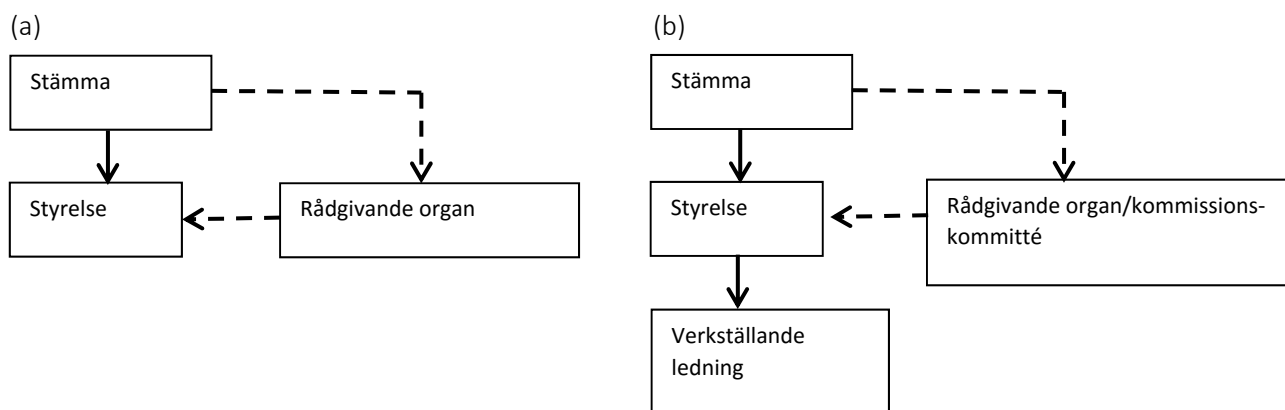 (a)
Stämma
Styrelse
Rådgivande organ
(b)
Stämma
Styrelse
Rådgivande organ/kommissions-
kommitté
Verkställande
ledning